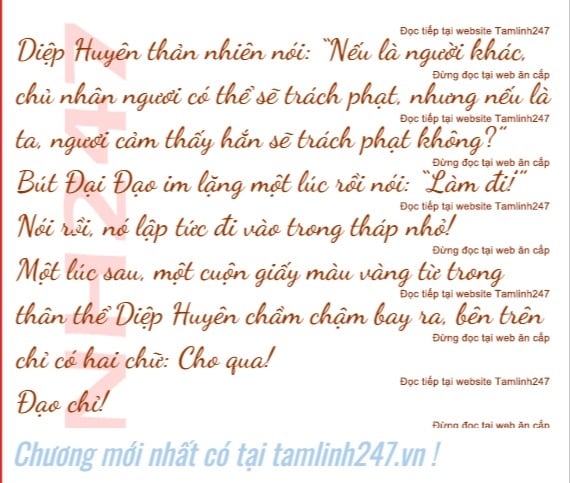 Đọc tiếp tại website Tamlinh247
Diệp Huyên thản nhiên nói: “Nếu là người khác,
Đừng đọc tại web ăn cắp
chủ nhân ngươi có thể sẽ trách phạt, nhưng nếu là
Đọc tiếp tại website Tamlinh247
ta, ngươi cảm thấy hắn sẽ trách phạt không?”
Đừng đọc tại web ăn cắp
Bút Đại Đạo im lặng một lúc rồi nói: “Làm đi!”
Đọc tiếp tại website Tamlinh247
Nói rồi, nó lập tức đi vào trong tháp nhỏ!
Đừng đọc tại web ăn cắp
Một lúc sau, một cuộn giấy màu vàng từ trong
Đọc tiếp tại website Tamlinh247
thân thể Diệp Huyên chầm chậm bay ra, bên trên
Đừng đọc tại web ăn cắp
chỉ có hai chữ: Cho qua!
Đọc tiếp tại website Tamlinh247
Đạo chỉ!
Đừng đọc tại web ăn cắp
NH247
Chương mới nhất có tại tamlinh247.vn !